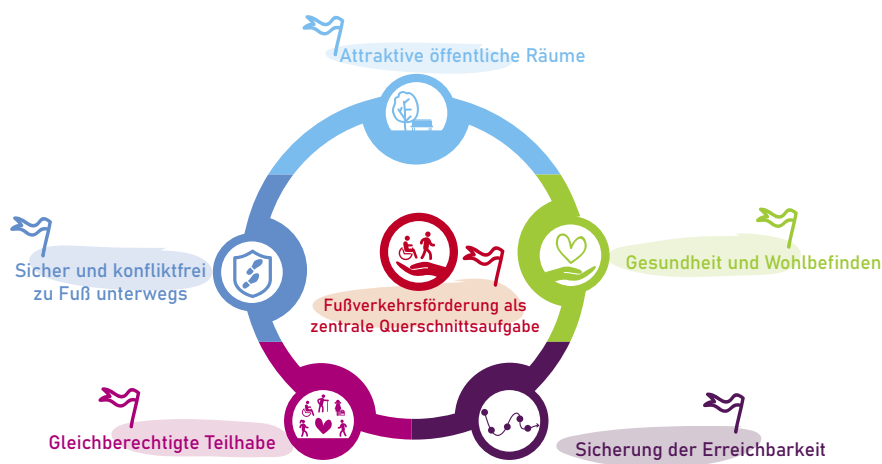 Attraktive öffentliche Räume
Sicher und konfliktfrei
zu Fuß unterwegs
Gesundheit und Wohlbefinden
Fußverkehrsförderung als
zentrale Querschnittsaufgabe
Gleichberechtigte Teilhabe
Sicherung der Erreichbarkeit